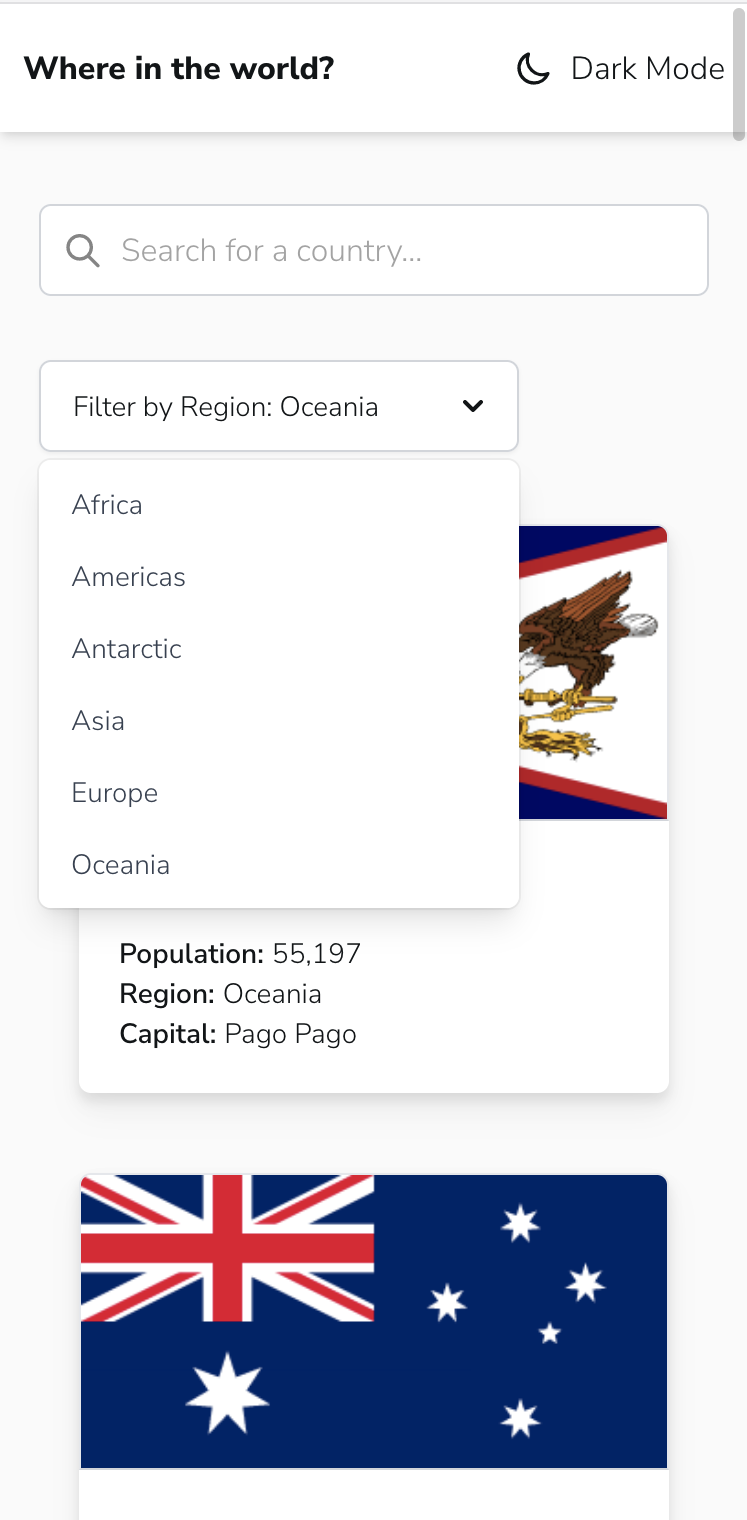 Where in the world?
Dark Mode
Search for a country...
Filter by Region: Oceania
Africa
Americas
Antarctic
Asia
Europe
Oceania
Population: 55,197
Region: Oceania
Capital: Pago Pago